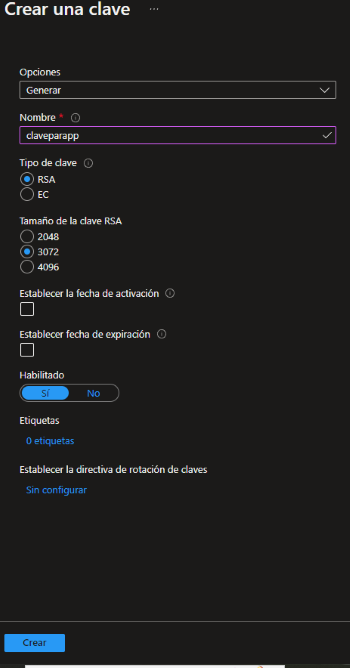 Crear una clave ...
Opciones
Generar
Nombre *
claveparapp
Tipo de clave
RSA
EC
Tamaño de la clave RSA
2048
3072
4096
Establecer la fecha de activación
Establecer fecha de expiración
Habilitado
Sí No
Etiquetas
0 etiquetas
Establecer la directiva de rotación de claves
Sin configurar
Crear